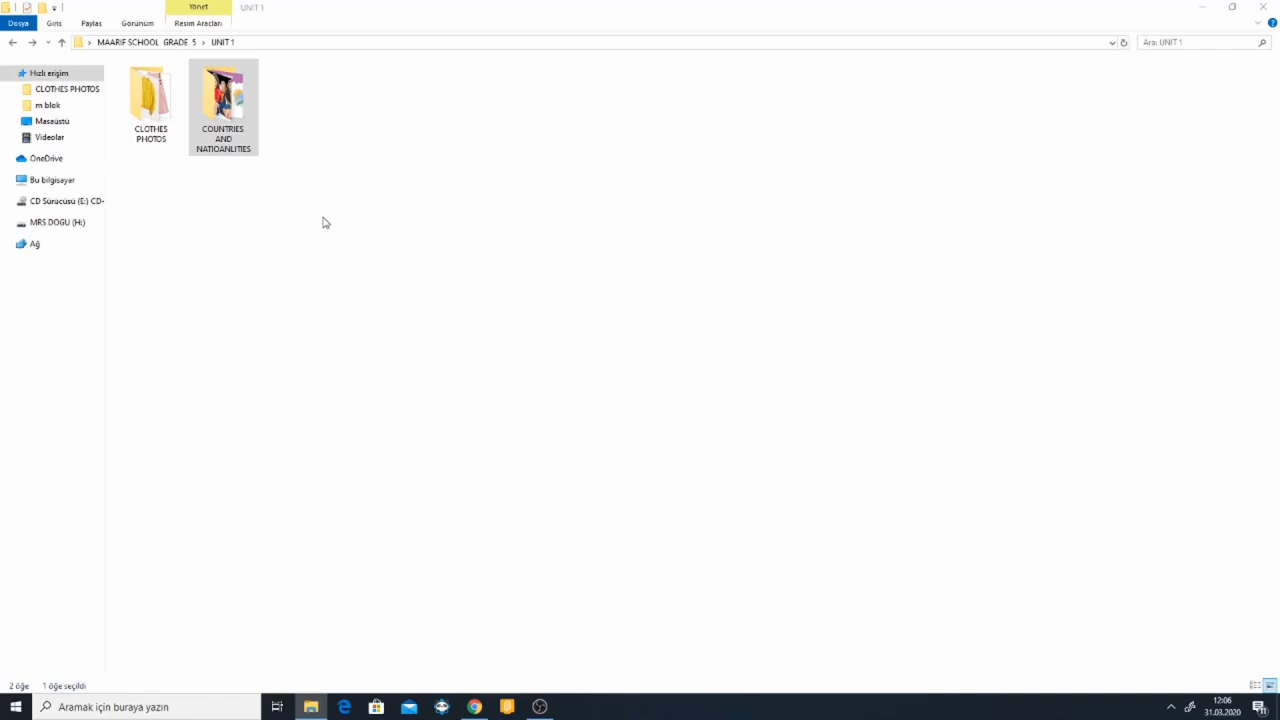 Yönet
UNIT 1
Dosya
Giriş
Paylaş
Görünüm
Resim Araçları
MAARIF SCHOOL GRADE 5
UNIT 1
Ara: UNIT 1
Hızlı erişim
CLOTHES PHOTOS
m blok
Masaüstü
Videolar
OneDrive
Bu bilgisayar
CD Sürücüsü (E:) CD-
MRS DOGU (H:)
Ağ
CLOTHES
PHOTOS
COUNTRIES
AND
NATIOANLITIES
2 öğe
1 öğe seçildi
Aramak için buraya yazın
12:06
31.03.2020